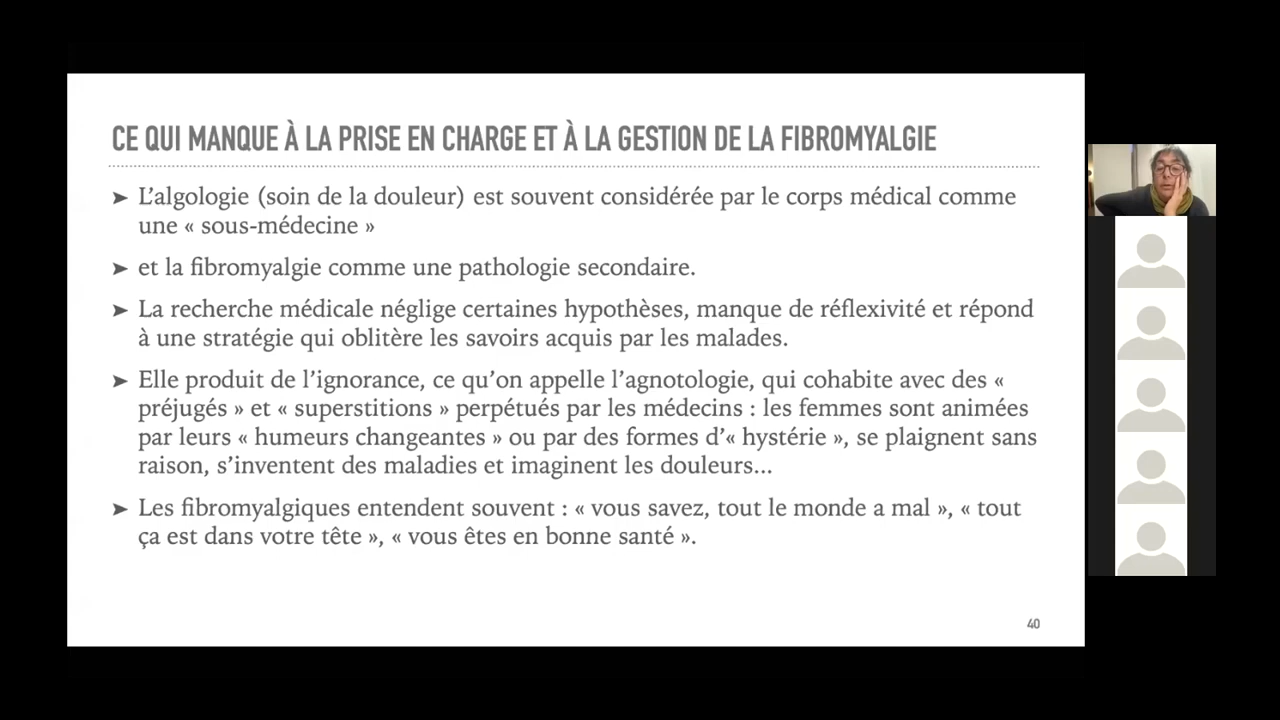 CE QUI MANQUE À LA PRISE EN CHARGE ET À LA GESTION DE LA FIBROMYALGIE
➤ L’algologie (soin de la douleur) est souvent considérée par le corps médical comme
une « sous-médecine »
➤ et la fibromyalgie comme une pathologie secondaire.
➤ La recherche médicale néglige certaines hypothèses, manque de réflexivité et répond
à une stratégie qui oblitère les savoirs acquis par les malades.
➤ Elle produit de l’ignorance, ce qu’on appelle l’agnotologie, qui cohabite avec des «
préjugés » et « superstitions » perpétués par les médecins : les femmes sont animées
par leurs « humeurs changeantes » ou par des formes d’« hystérie », se plaignent sans
raison, s’inventent des maladies et imaginent les douleurs…
➤ Les fibromyalgiques entendent souvent : « vous savez, tout le monde a mal », « tout
ça est dans votre tête », « vous êtes en bonne santé ».
40